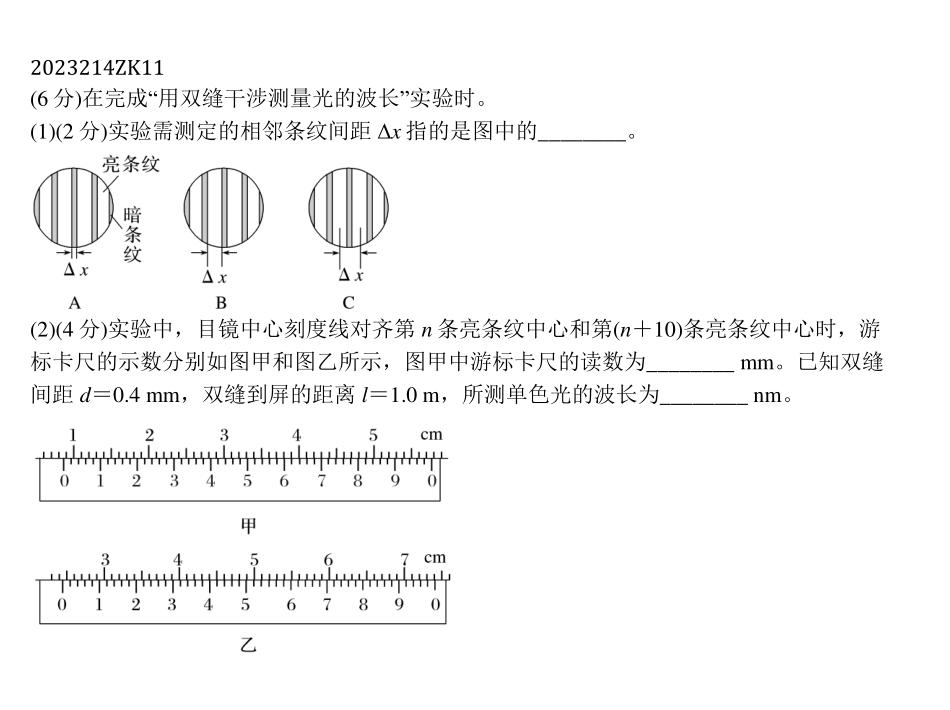 2023214ZK11
(6 分)在完成“用双缝干涉测量光的波长”实验时。
(1)(2 分)实验需测定的相邻条纹间距 Δx 指的是图中的________。
亮条纹
暗条纹
Δ x
Δ x
Δ x
A B C
(2)(4 分)实验中，目镜中心刻度线对齐第 n 条亮条纹中心和第(n＋10)条亮条纹中心时，游
标卡尺的示数分别如图甲和图乙所示，图甲中游标卡尺的读数为________ mm。已知双缝
间距 d＝0.4 mm，双缝到屏的距离 l＝1.0 m，所测单色光的波长为________ nm。
1 2 3 4 5 cm
0 1 2 3 4 5 6 7 8 9 0
甲
3 4 5 6 7 cm
0 1 2 3 4 5 6 7 8 9 0
乙